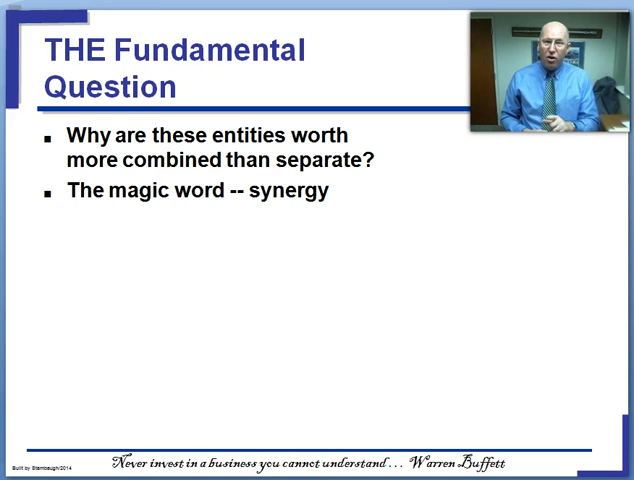 THE Fundamental
Question
Why are these entities worth
more combined than separate?
The magic word -- synergy
Never invest in a business you cannot understand . . . Warren Buffett
Built by Stambaugh/2014